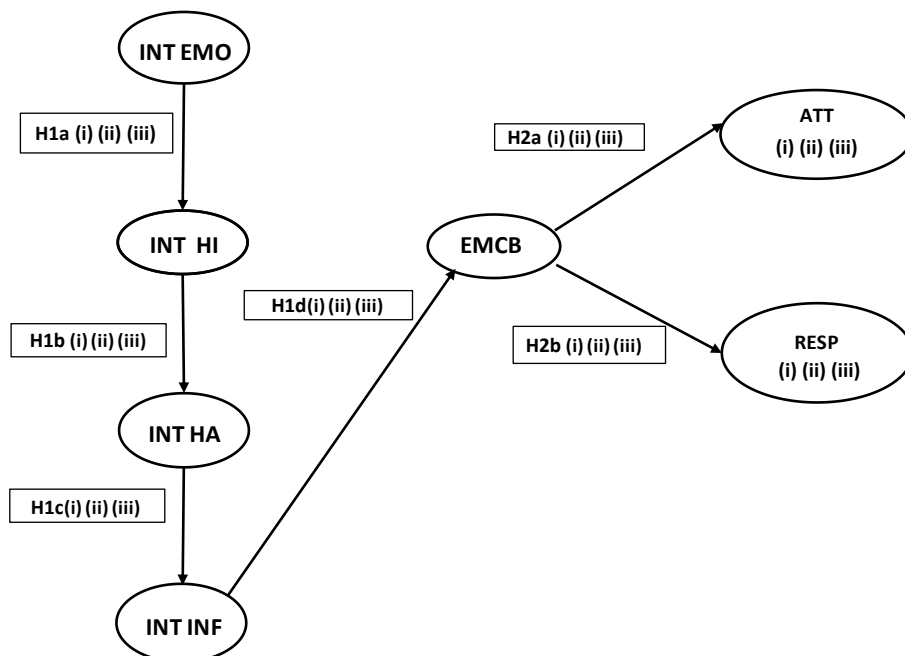 INT EMO
H1a (i) (ii) (iii)
INT HI
H1b (i) (ii) (iii)
INT HA
H1c(i) (ii) (iii)
INT INF
H1d(i) (ii) (iii)
EMCB
H2a (i) (ii) (iii)
H2b (i) (ii) (iii)
ATT
(i) (ii) (iii)
RESP
(i) (ii) (iii)